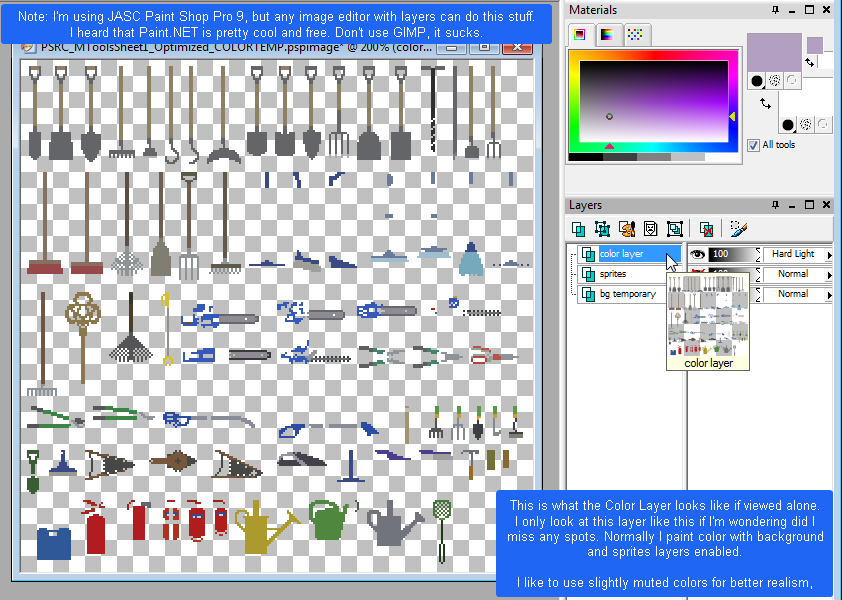 Note: I'm using JASC Paint Shop Pro 9, but any image editor with layers can do this stuff.
I heard that Paint.NET is pretty cool and free. Don't use GIMP, it sucks.
PSRC_MToolsSheet1_Optimized_COLORTEMP.pspimage* @ 200% (color...
Materials
All tools
Layers
color layer
100
Hard Light
sprites
100
Normal
bg temporary
Normal
color layer
This is what the Color Layer looks like if viewed alone.
I only look at this layer like this if I'm wondering did I
miss any spots. Normally I paint color with background
and sprites layers enabled.
I like to use slightly muted colors for better realism,